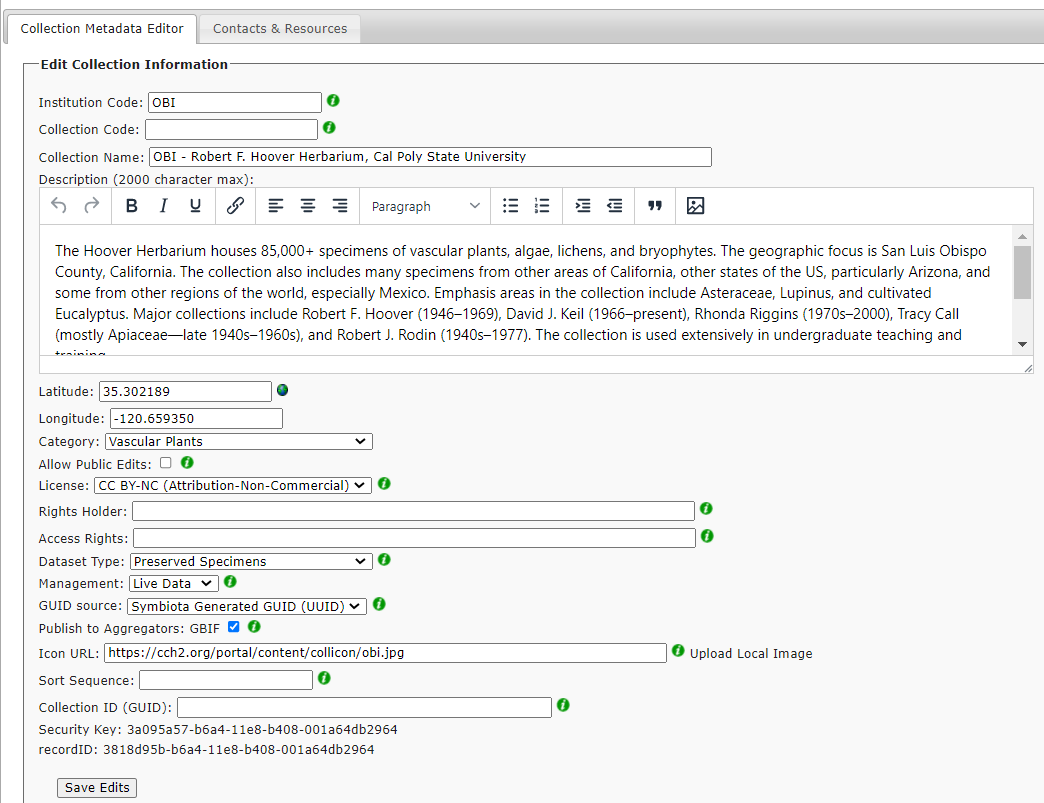 Collection Metadata Editor
Contacts & Resources
Edit Collection Information
Institution Code: OBI
Collection Code:
Collection Name: OBI - Robert F. Hoover Herbarium, Cal Poly State University
Description (2000 character max):
B I U Paragraph
The Hoover Herbarium houses 85,000+ specimens of vascular plants, algae, lichens, and bryophytes. The geographic focus is San Luis Obispo
County, California. The collection also includes many specimens from other areas of California, other states of the US, particularly Arizona, and
some from other regions of the world, especially Mexico. Emphasis areas in the collection include Asteraceae, Lupinus, and cultivated
Eucalyptus. Major collections include Robert F. Hoover (1946–1969), David J. Keil (1966–present), Rhonda Riggins (1970s–2000), Tracy Call
(mostly Apiaceae—late 1940s–1960s), and Robert J. Rodin (1940s–1977). The collection is used extensively in undergraduate teaching and
training
Latitude: 35.302189
Longitude: -120.659350
Category: Vascular Plants
Allow Public Edits:
License: CC BY-NC (Attribution-Non-Commercial)
Rights Holder:
Access Rights:
Dataset Type: Preserved Specimens
Management: Live Data
GUID source: Symbiota Generated GUID (UUID)
Publish to Aggregators: GBIF
Icon URL: https://cch2.org/portal/content/collicon/obi.jpg Upload Local Image
Sort Sequence:
Collection ID (GUID):
Security Key: 3a095a57-b6a4-11e8-b408-001a64db2964
recordID: 3818d95b-b6a4-11e8-b408-001a64db2964
Save Edits